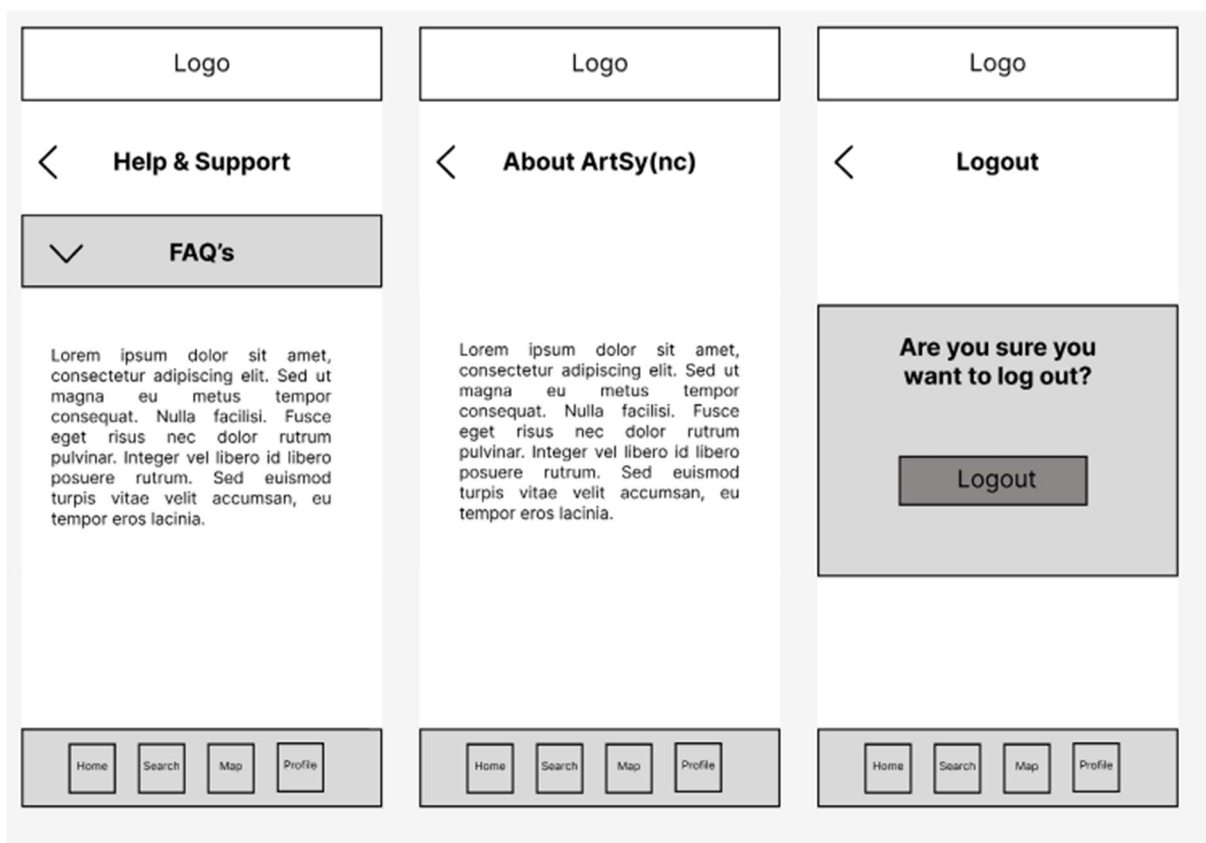 Logo
Help & Support
FAQ's
Lorem ipsum dolor sit amet,
consectetur adipiscing elit. Sed ut
magna eu metus tempor
consequat. Nulla facilisi. Fusce
eget risus nec dolor rutrum
pulvinar. Integer vel libero id libero
posuere rutrum. Sed euismod
turpis vitae velit accumsan, eu
tempor eros lacinia.
Home Search Map Profile
Logo
About ArtSy(nc)
Lorem ipsum dolor sit amet,
consectetur adipiscing elit. Sed ut
magna eu metus tempor
consequat. Nulla facilisi. Fusce
eget risus nec dolor rutrum
pulvinar. Integer vel libero id libero
posuere rutrum. Sed euismod
turpis vitae velit accumsan, eu
tempor eros lacinia.
Home Search Map Profile
Logo
Logout
Are you sure you
want to log out?
Logout
Home Search Map Profile